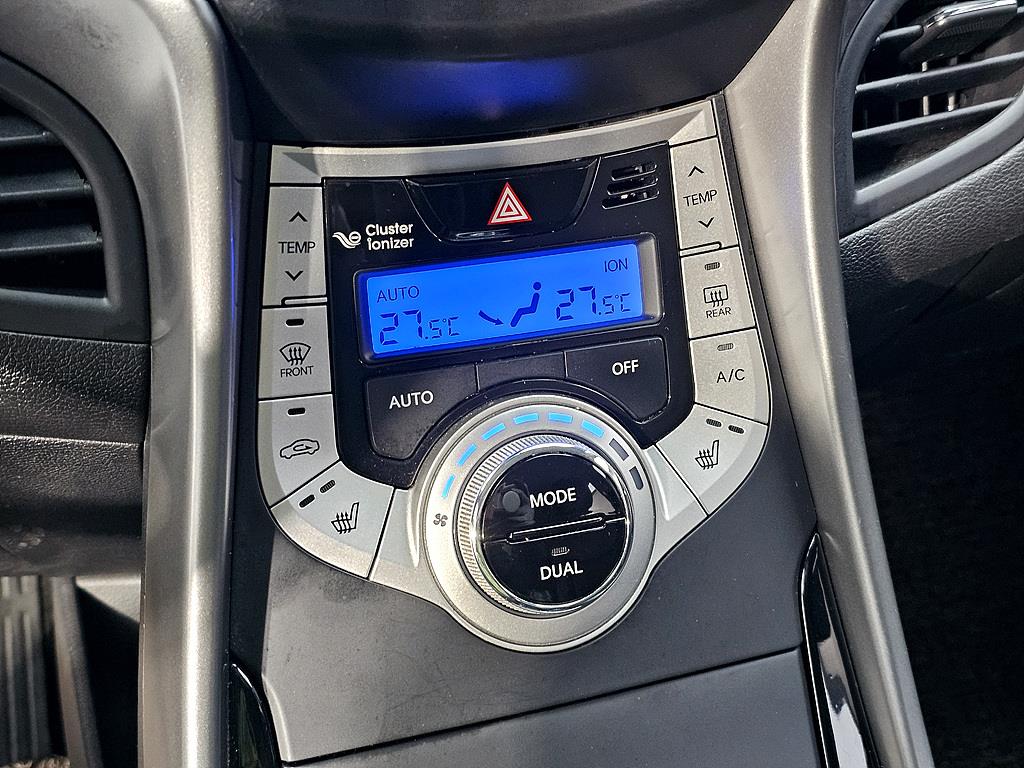 TEMP
TEMP
Cluster
ionizer
AUTO
ION
27.5°C
27.5°C
REAR
FRONT
AUTO
OFF
A/C
MODE
DUAL